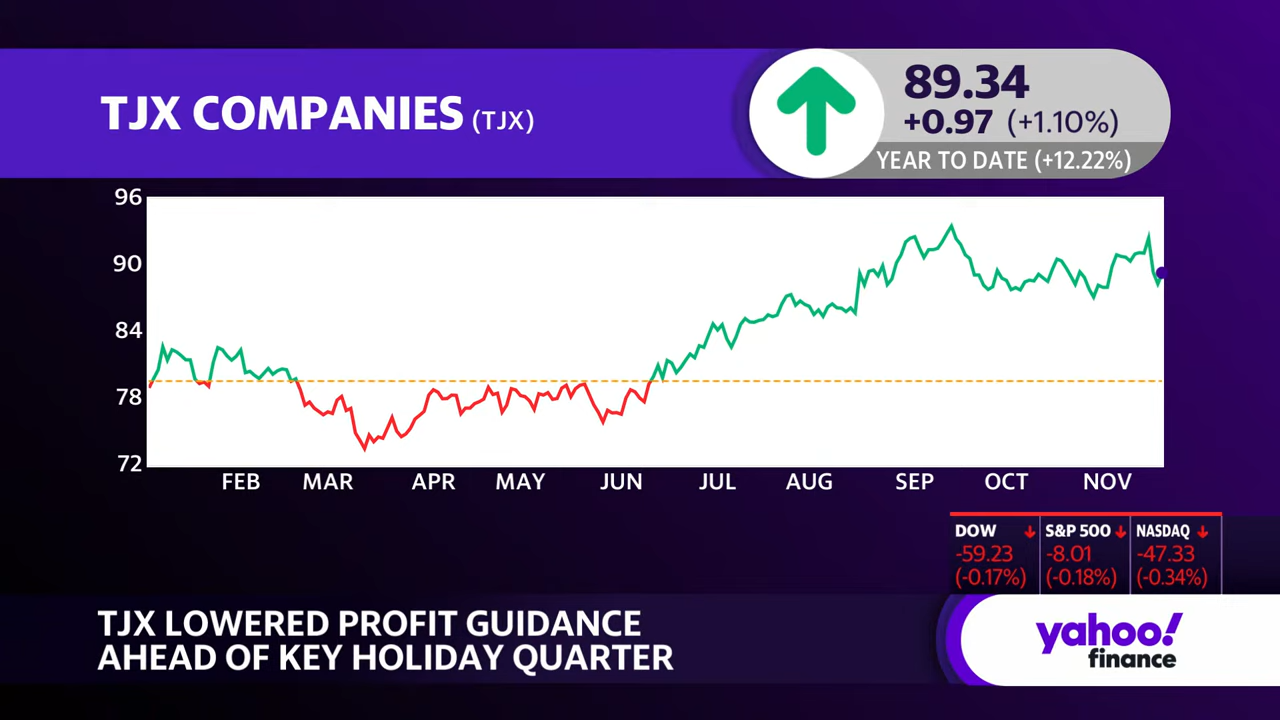 TJX COMPANIES (TJX)
89.34
+0.97 (+1.10%)
YEAR TO DATE (+12.22%)
96
90
84
78
72
FEB MAR APR MAY JUN JUL AUG SEP OCT NOV
DOW
-59.23
(-0.17%)
S&P 500
-8.01
(-0.18%)
NASDAQ
-47.33
(-0.34%)
TJX LOWERED PROFIT GUIDANCE
AHEAD OF KEY HOLIDAY QUARTER
yahoo!
finance